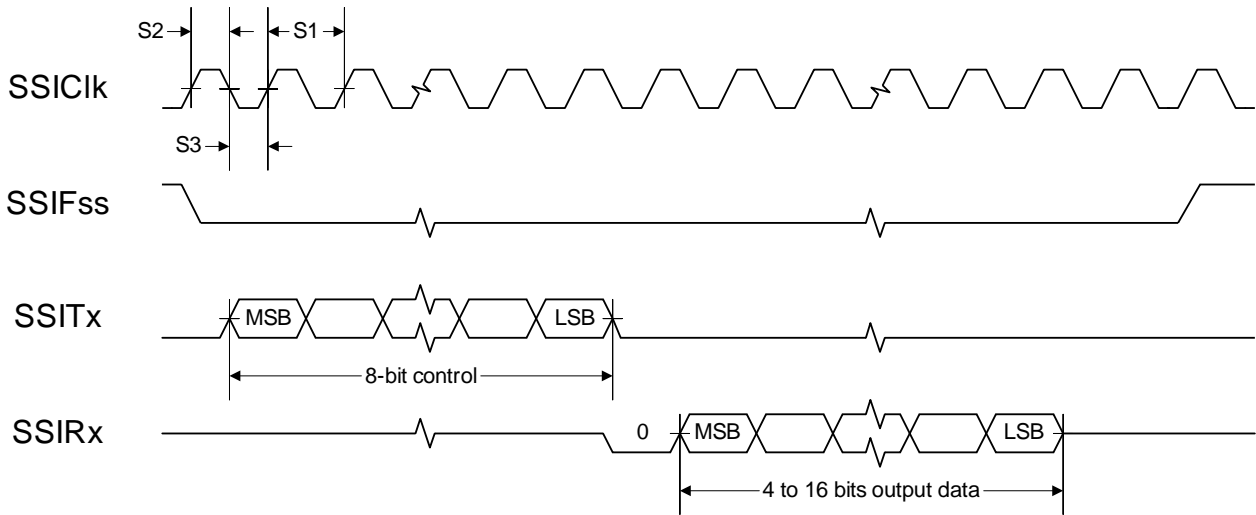 S2
S1
SSIClk
S3
SSIFss
SSITx
MSB
LSB
8-bit control
SSIRx
0
MSB
LSB
4 to 16 bits output data